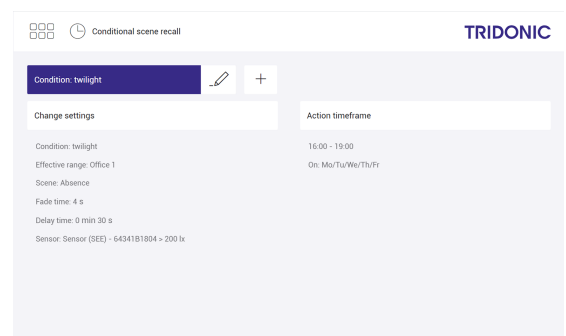 Conditional scene recall
TRIDONIC
Condition: twilight
Change settings
Condition: twilight
Effective range: Office 1
Scene: Absence
Fade time: 4 s
Delay time: 0 min 30 s
Sensor: Sensor (SEE) - 64341B1804 > 200 lx
Action timeframe
16:00 - 19:00
On: Mo/Tu/We/Th/Fr